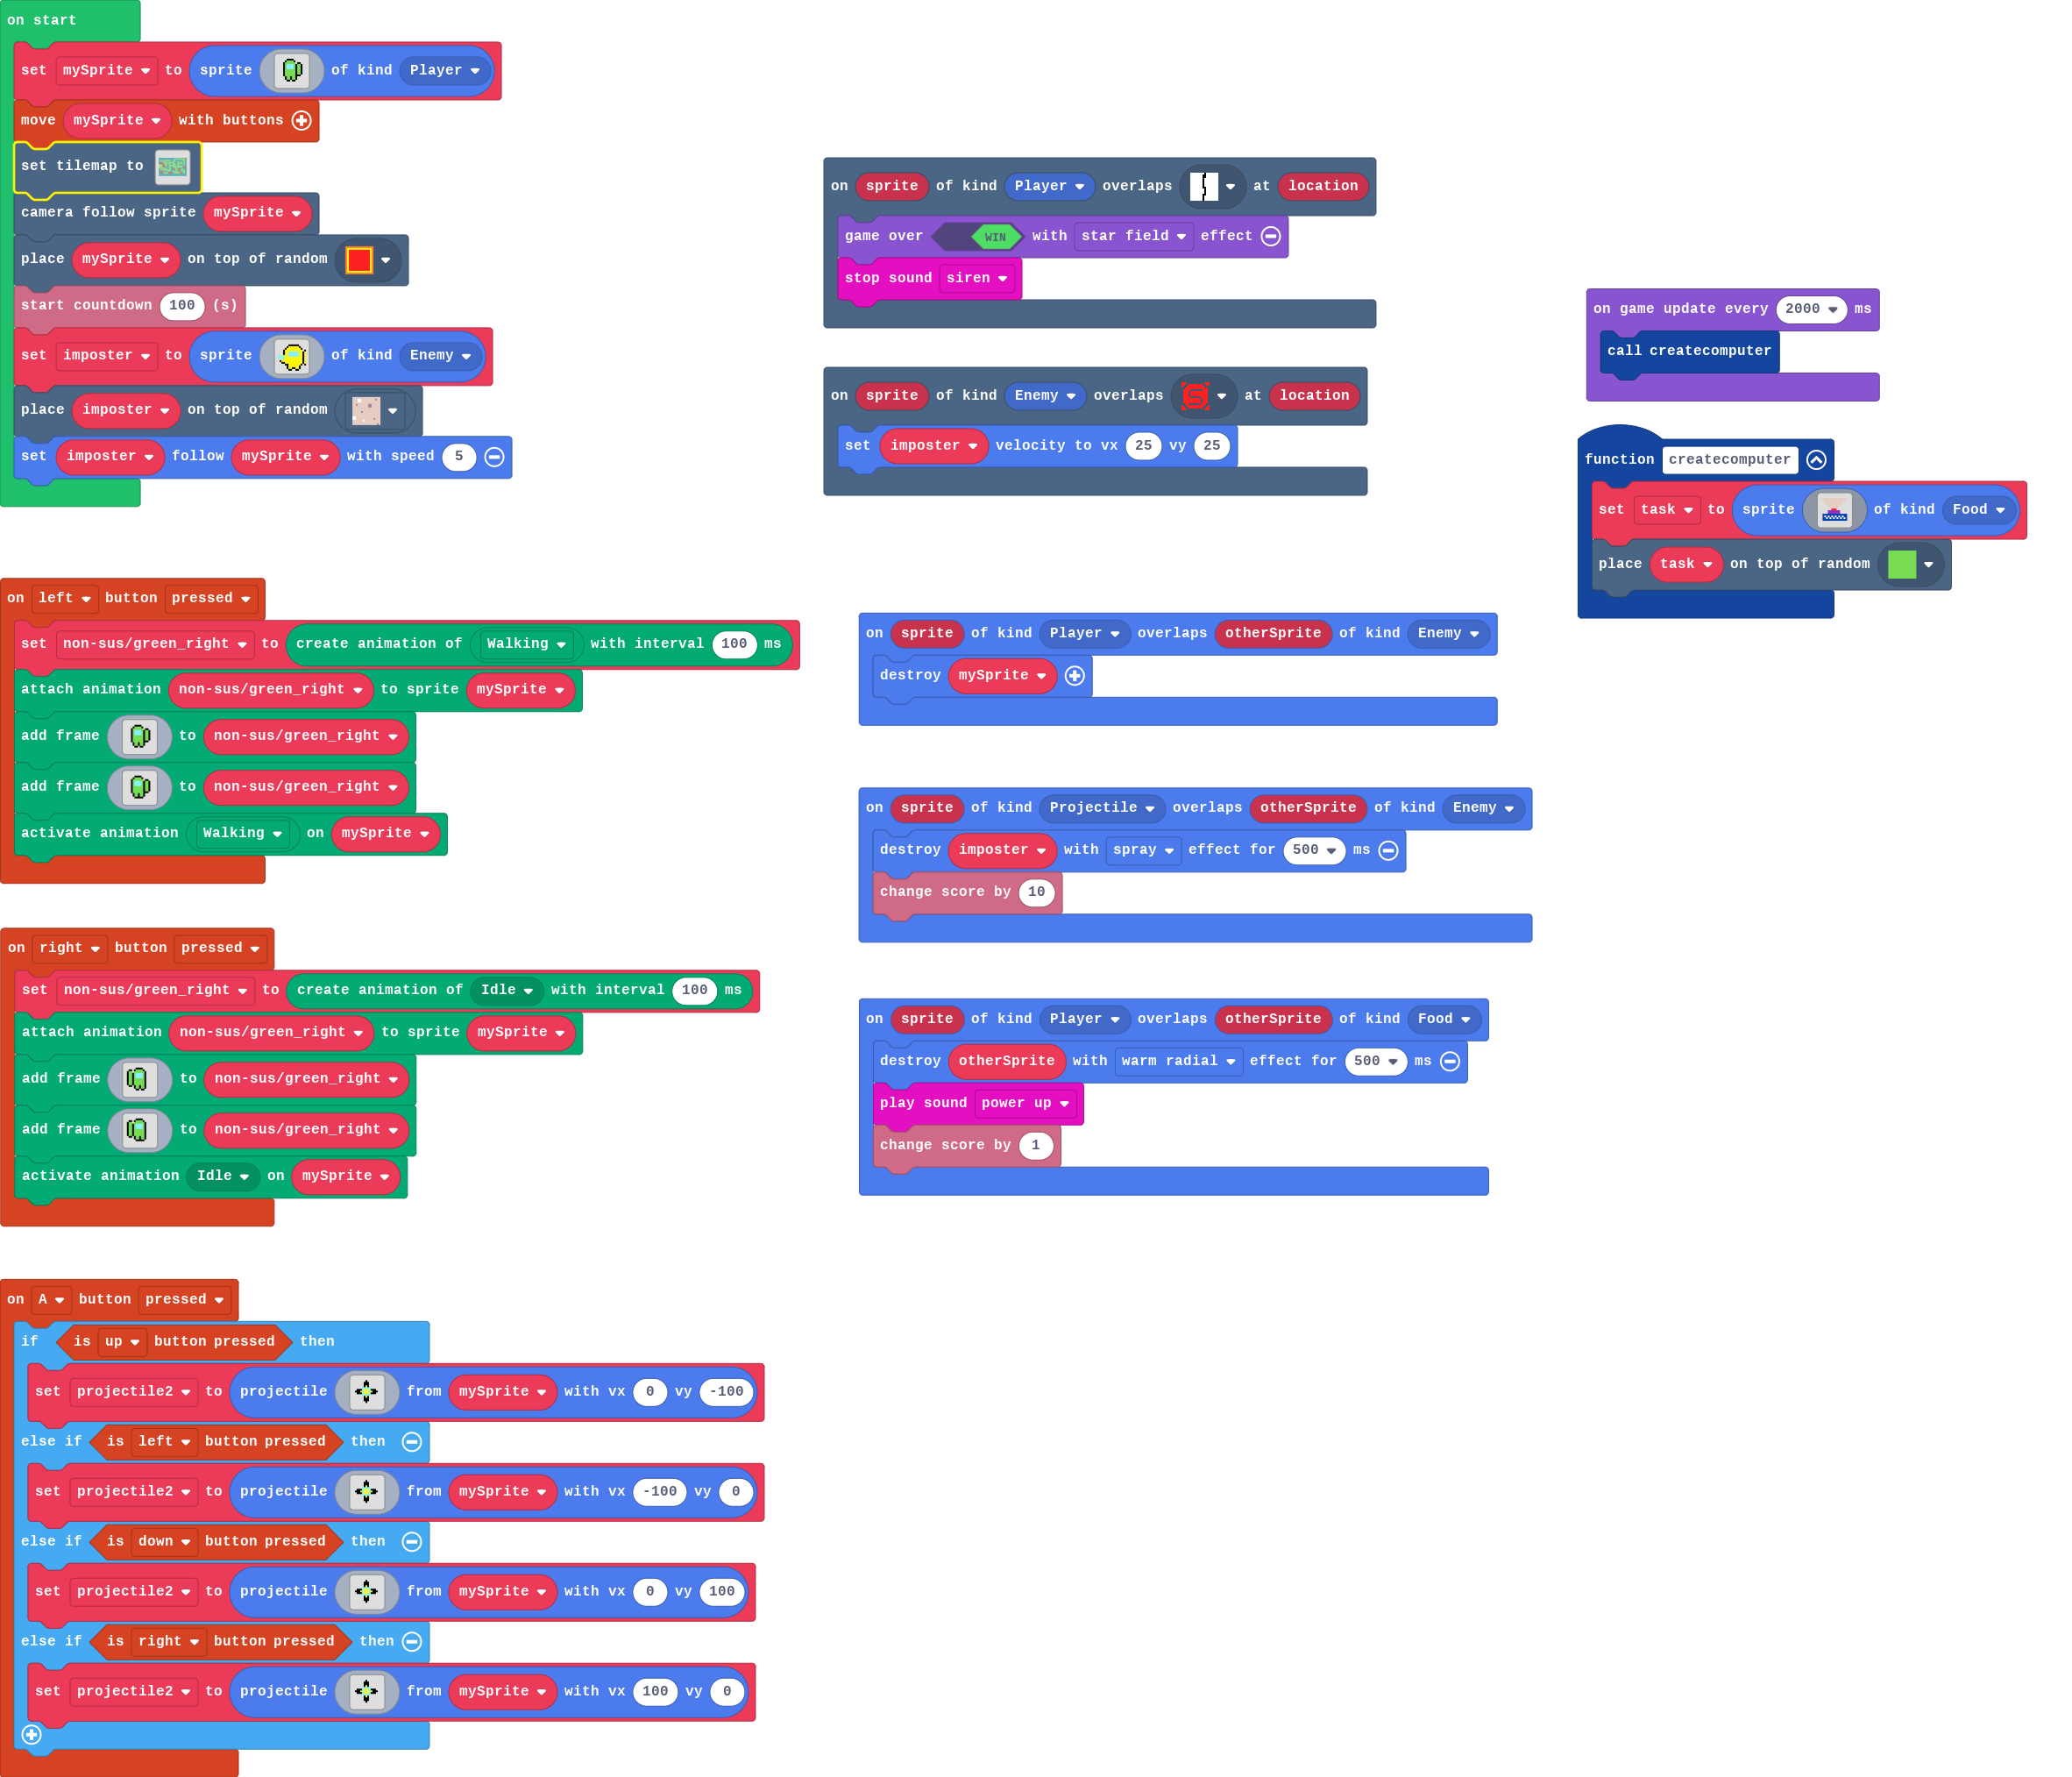 on start
set mySprite to sprite of kind Player
move mySprite with buttons
set tilemap to
camera follow sprite mySprite
place mySprite on top of random
start countdown 100 (s)
set imposter to sprite of kind Enemy
place imposter on top of random
set imposter follow mySprite with speed 5
on left button pressed
set non-sus/green_right to create animation of Walking with interval 100 ms
attach animation non-sus/green_right to sprite mySprite
add frame to non-sus/green_right
add frame to non-sus/green_right
activate animation Walking on mySprite
on right button pressed
set non-sus/green_right to create animation of Idle with interval 100 ms
attach animation non-sus/green_right to sprite mySprite
add frame to non-sus/green_right
add frame to non-sus/green_right
activate animation Idle on mySprite
on A button pressed
if is up button pressed then
set projectile2 to projectile from mySprite with vx 0 vy -100
else if is left button pressed then
set projectile2 to projectile from mySprite with vx -100 vy 0
else if is down button pressed then
set projectile2 to projectile from mySprite with vx 0 vy 100
else if is right button pressed then
set projectile2 to projectile from mySprite with vx 100 vy 0
on sprite of kind Player overlaps at location
game over WIN with star field effect
stop sound siren
on sprite of kind Enemy overlaps at location
set imposter velocity to vx 25 vy 25
on sprite of kind Player overlaps otherSprite of kind Enemy
destroy mySprite
on sprite of kind Projectile overlaps otherSprite of kind Enemy
destroy imposter with spray effect for 500 ms
change score by 10
on sprite of kind Player overlaps otherSprite of kind Food
destroy otherSprite with warm radial effect for 500 ms
play sound power up
change score by 1
on game update every 2000 ms
call createcomputer
function createcomputer
set task to sprite of kind Food
place task on top of random